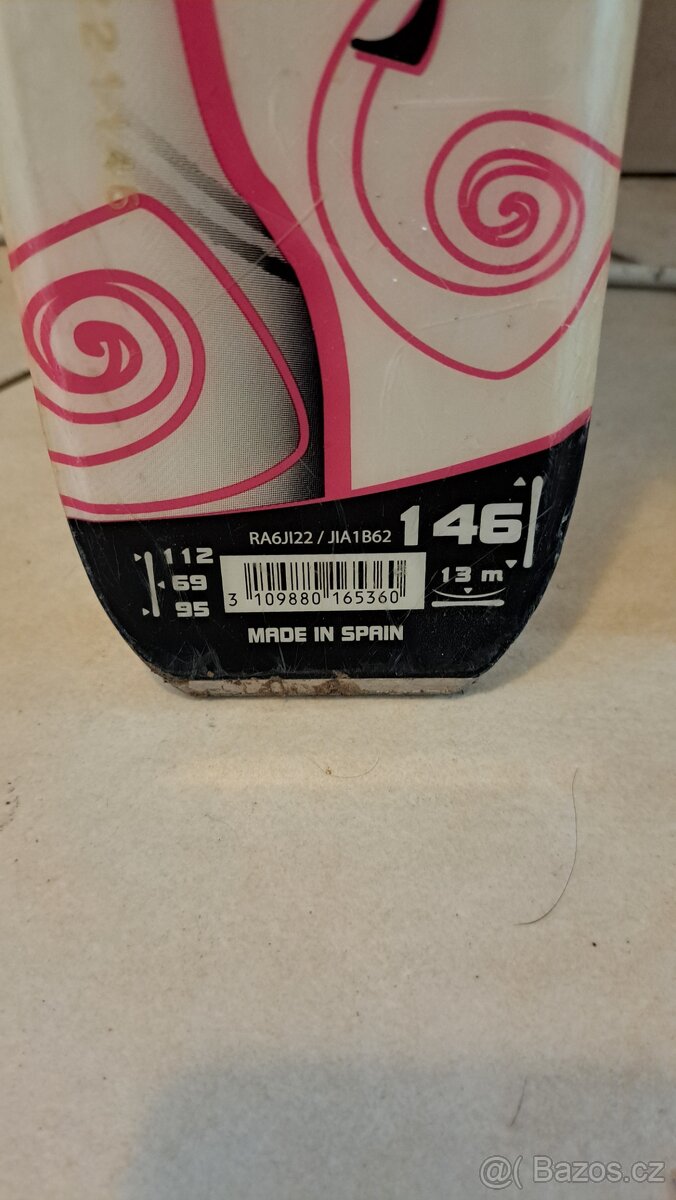 RA6JI22 / JIA1B62
146
112
69
95
3 109880 165360
13 m
MADE IN SPAIN
@( Bazos.cz